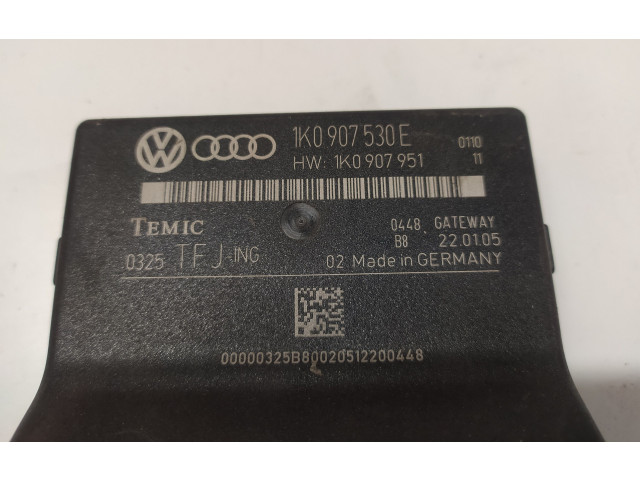 1K0 907 530 E
0110
HW: 1K0 907 951
11
TEMIC
0448 GATEWAY
B8 22.01.05
0325 TFJ-ING
02 Made in GERMANY
00000325B80020512200448